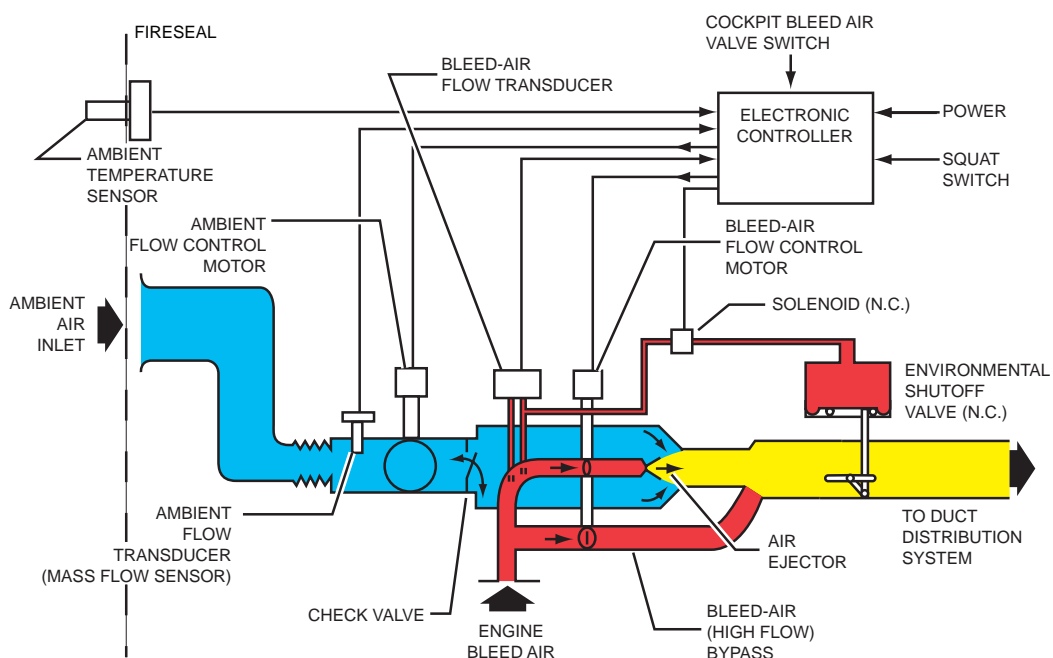 FIRESEAL
COCKPIT BLEED AIR
VALVE SWITCH
BLEED-AIR
FLOW TRANSDUCER
ELECTRONIC
CONTROLLER
POWER
SQUAT
SWITCH
AMBIENT
TEMPERATURE
SENSOR
AMBIENT
FLOW CONTROL
MOTOR
BLEED-AIR
FLOW CONTROL
MOTOR
SOLENOID (N.C.)
AMBIENT
AIR
INLET
ENVIRONMENTAL
SHUTOFF
VALVE (N.C.)
AMBIENT
FLOW
TRANSDUCER
(MASS FLOW SENSOR)
CHECK VALVE
ENGINE
BLEED AIR
AIR
EJECTOR
TO DUCT
DISTRIBUTION
SYSTEM
BLEED-AIR
(HIGH FLOW)
BYPASS